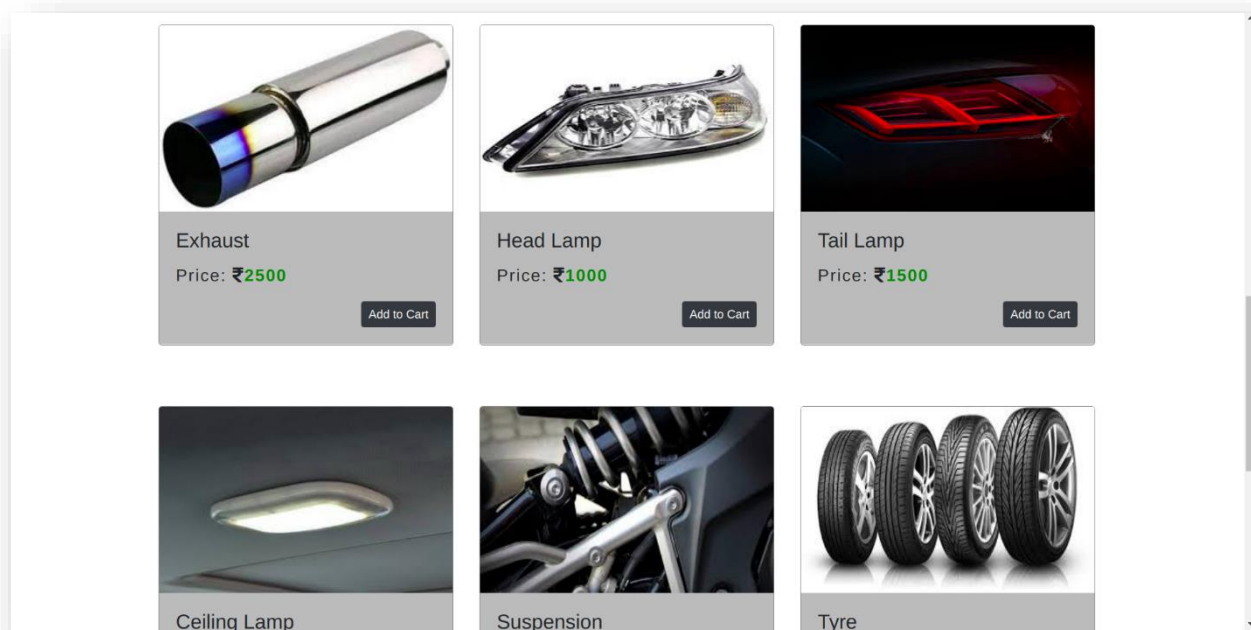 Exhaust
Price: ₹2500
Add to Cart
Head Lamp
Price: ₹1000
Add to Cart
Tail Lamp
Price: ₹1500
Add to Cart
Ceiling Lamp
Suspension
Tyre